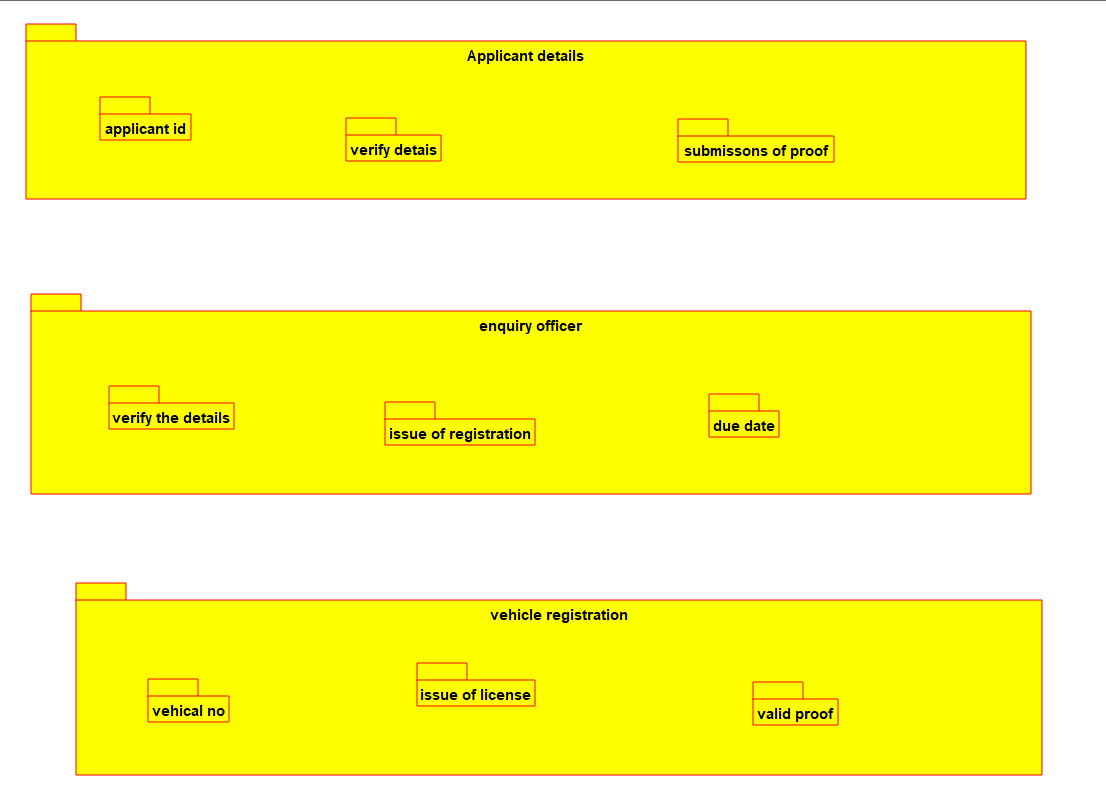 Applicant details
applicant id
verify detais
submissons of proof
enquiry officer
verify the details
issue of registration
due date
vehicle registration
vehical no
issue of license
valid proof